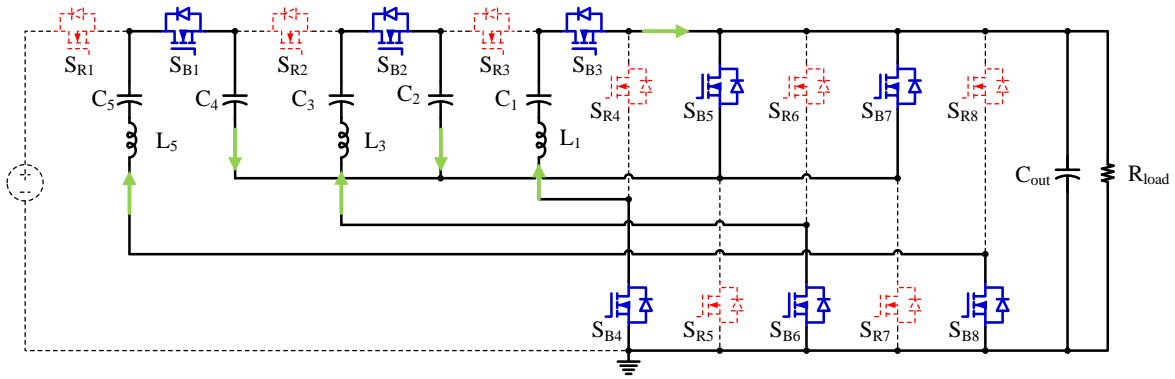 S_R1
S_B1
S_R2
S_B2
S_R3
S_B3
C_5
C_4
C_3
C_2
C_1
S_R4
S_B5
S_R6
S_B7
S_R8
L_5
L_3
L_1
C_out
R_load
S_B4
S_R5
S_B6
S_R7
S_B8